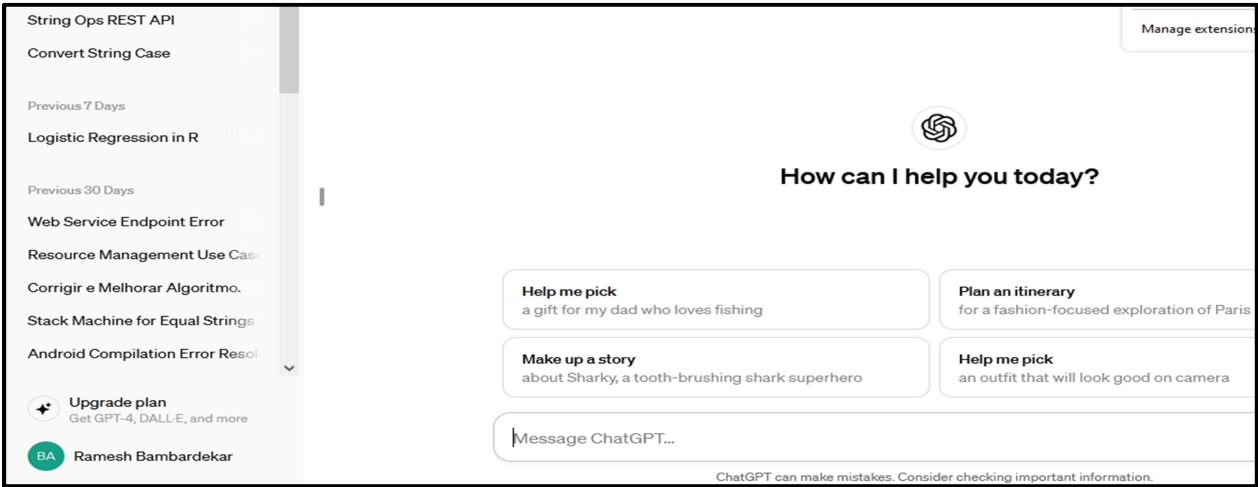 String Ops REST API
Convert String Case
Previous 7 Days
Logistic Regression in R
Previous 30 Days
Web Service Endpoint Error
Resource Management Use Cas
Corrigir e Melhorar Algoritmo.
Stack Machine for Equal Strings
Android Compilation Error Resol
Upgrade plan
Get GPT-4, DALL·E, and more
BA Ramesh Bambardekar
Manage extensions
How can I help you today?
Help me pick
a gift for my dad who loves fishing
Plan an itinerary
for a fashion-focused exploration of Paris
Make up a story
about Sharky, a tooth-brushing shark superhero
Help me pick
an outfit that will look good on camera
Message ChatGPT...
ChatGPT can make mistakes. Consider checking important information.